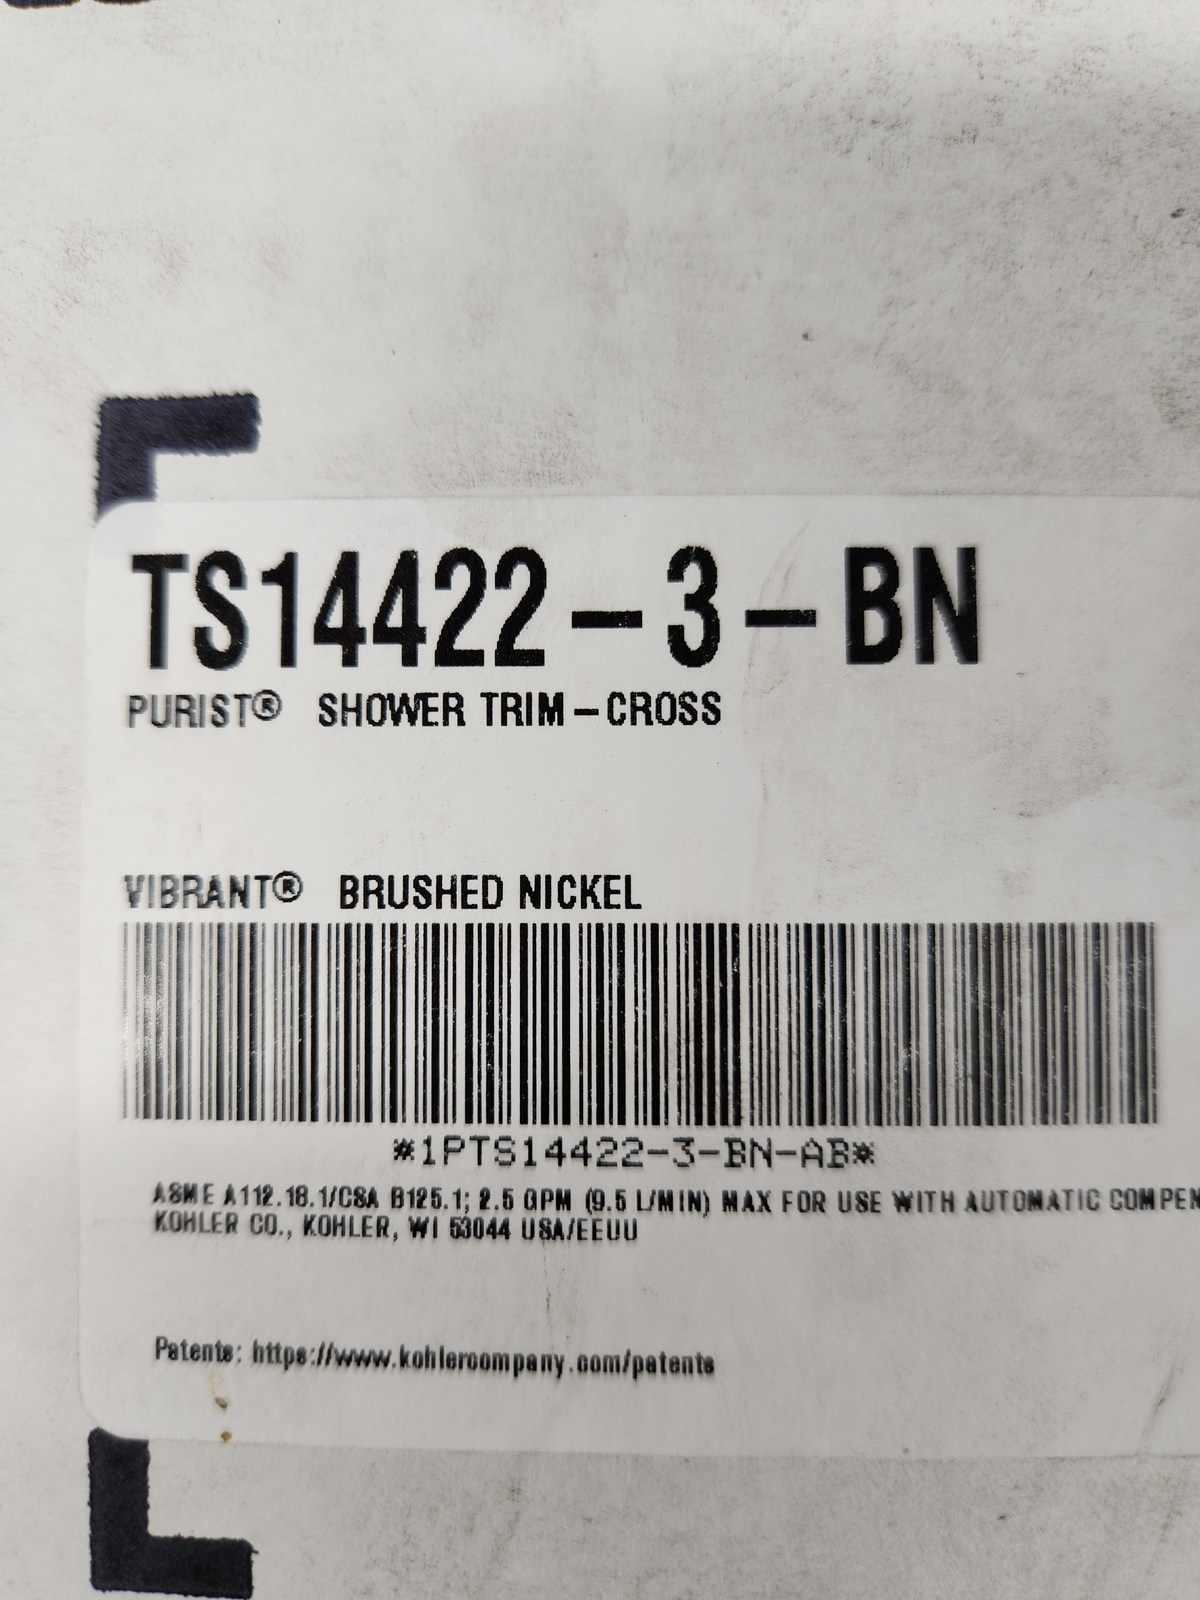 TS14422-3-BN
PURIST® SHOWER TRIM-CROSS
VIBRANT® BRUSHED NICKEL
*1PTS14422-3-BN-AB*
ASME A112.18.1/CSA B125.1; 2.5 GPM (9.5 L/MIN) MAX FOR USE WITH AUTOMATIC COMPEN
KOHLER CO., KOHLER, WI 53044 USA/EEUU
Patents: https://www.kohlercompany.com/patents